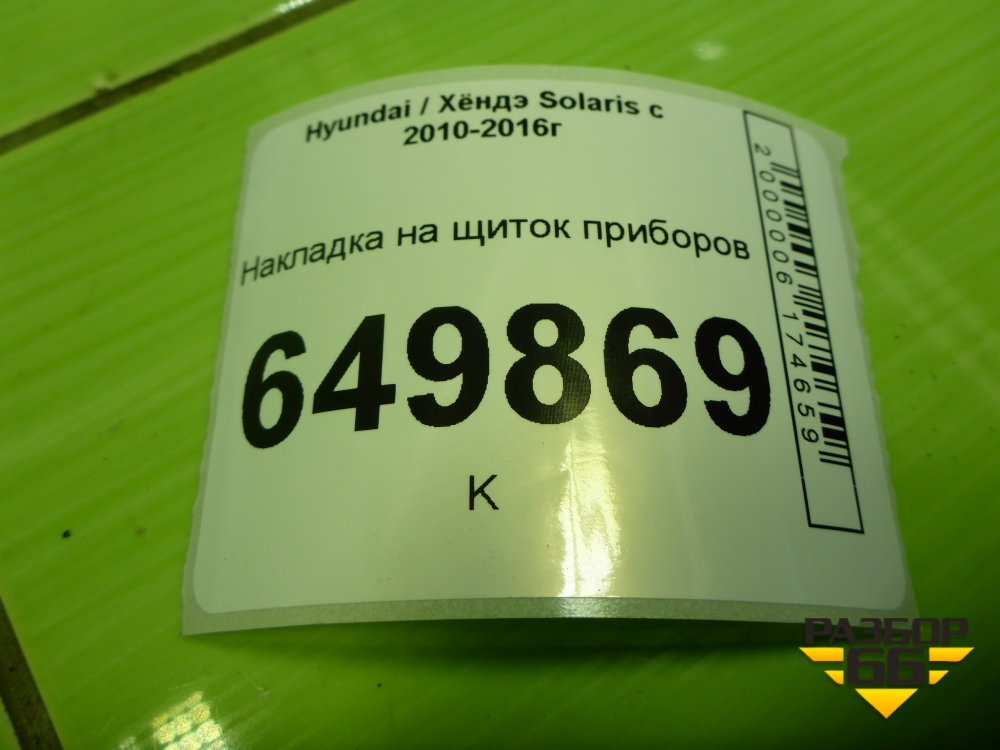 Hyundai / Хёндэ Solaris с
2010-2016г
Накладка на щиток приборов
649869
К
2000006174659
РАЗБОР
66